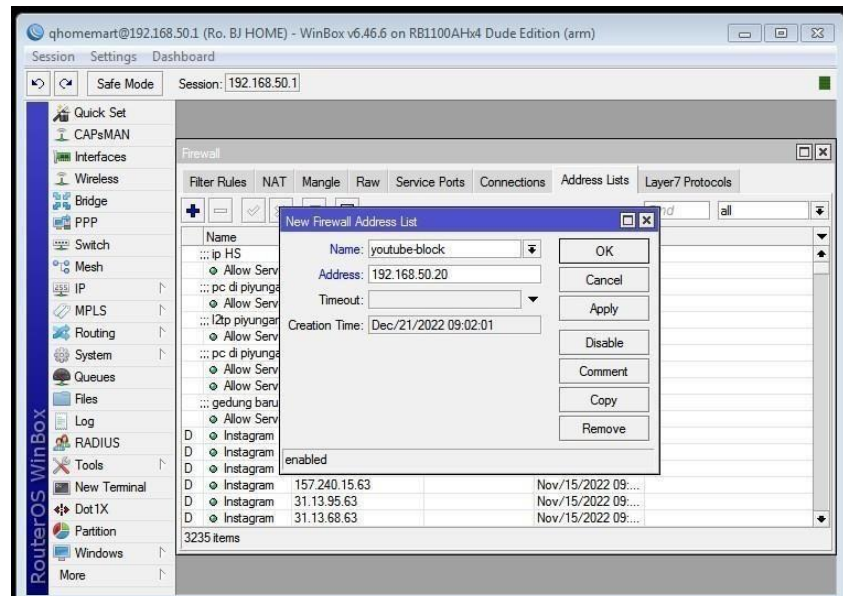 qhomemart@192.168.50.1 (Ro. BJ HOME) - WinBox v6.46.6 on RB1100AHx4 Dude Edition (arm)
Session Settings Dashboard
Safe Mode Session: 192.168.50.1
Quick Set
CAPsMAN
Interfaces
Wireless
Bridge
PPP
Switch
Mesh
IP
MPLS
Routing
System
Queues
Files
Log
RADIUS
Tools
New Terminal
Dot1X
Partition
Windows
More
RouterOS WinBox
Firewall
Filter Rules NAT Mangle Raw Service Ports Connections Address Lists Layer7 Protocols
all
Name
;;; ip HS
Allow Serv
;;; pc di piyunga
Allow Serv
;;; l2tp piyungan
Allow Serv
;;; pc di piyunga
Allow Serv
Allow Serv
;;; gedung baru
Allow Serv
D Instagram
D Instagram
D Instagram
D Instagram 157.240.15.63 Nov/15/2022 09:...
D Instagram 31.13.95.63 Nov/15/2022 09:...
D Instagram 31.13.68.63 Nov/15/2022 09:...
3235 items
New Firewall Address List
Name: youtube-block
Address: 192.168.50.20
Timeout:
Creation Time: Dec/21/2022 09:02:01
OK
Cancel
Apply
Disable
Comment
Copy
Remove
enabled